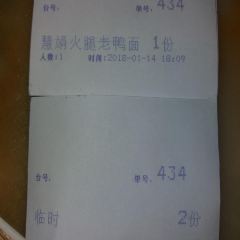 台号. 单号. 434
慧娟火腿老鸭面 1份
人数:1 时间:2018-01-14 18:09
台号. 单号. 434
临时 2份